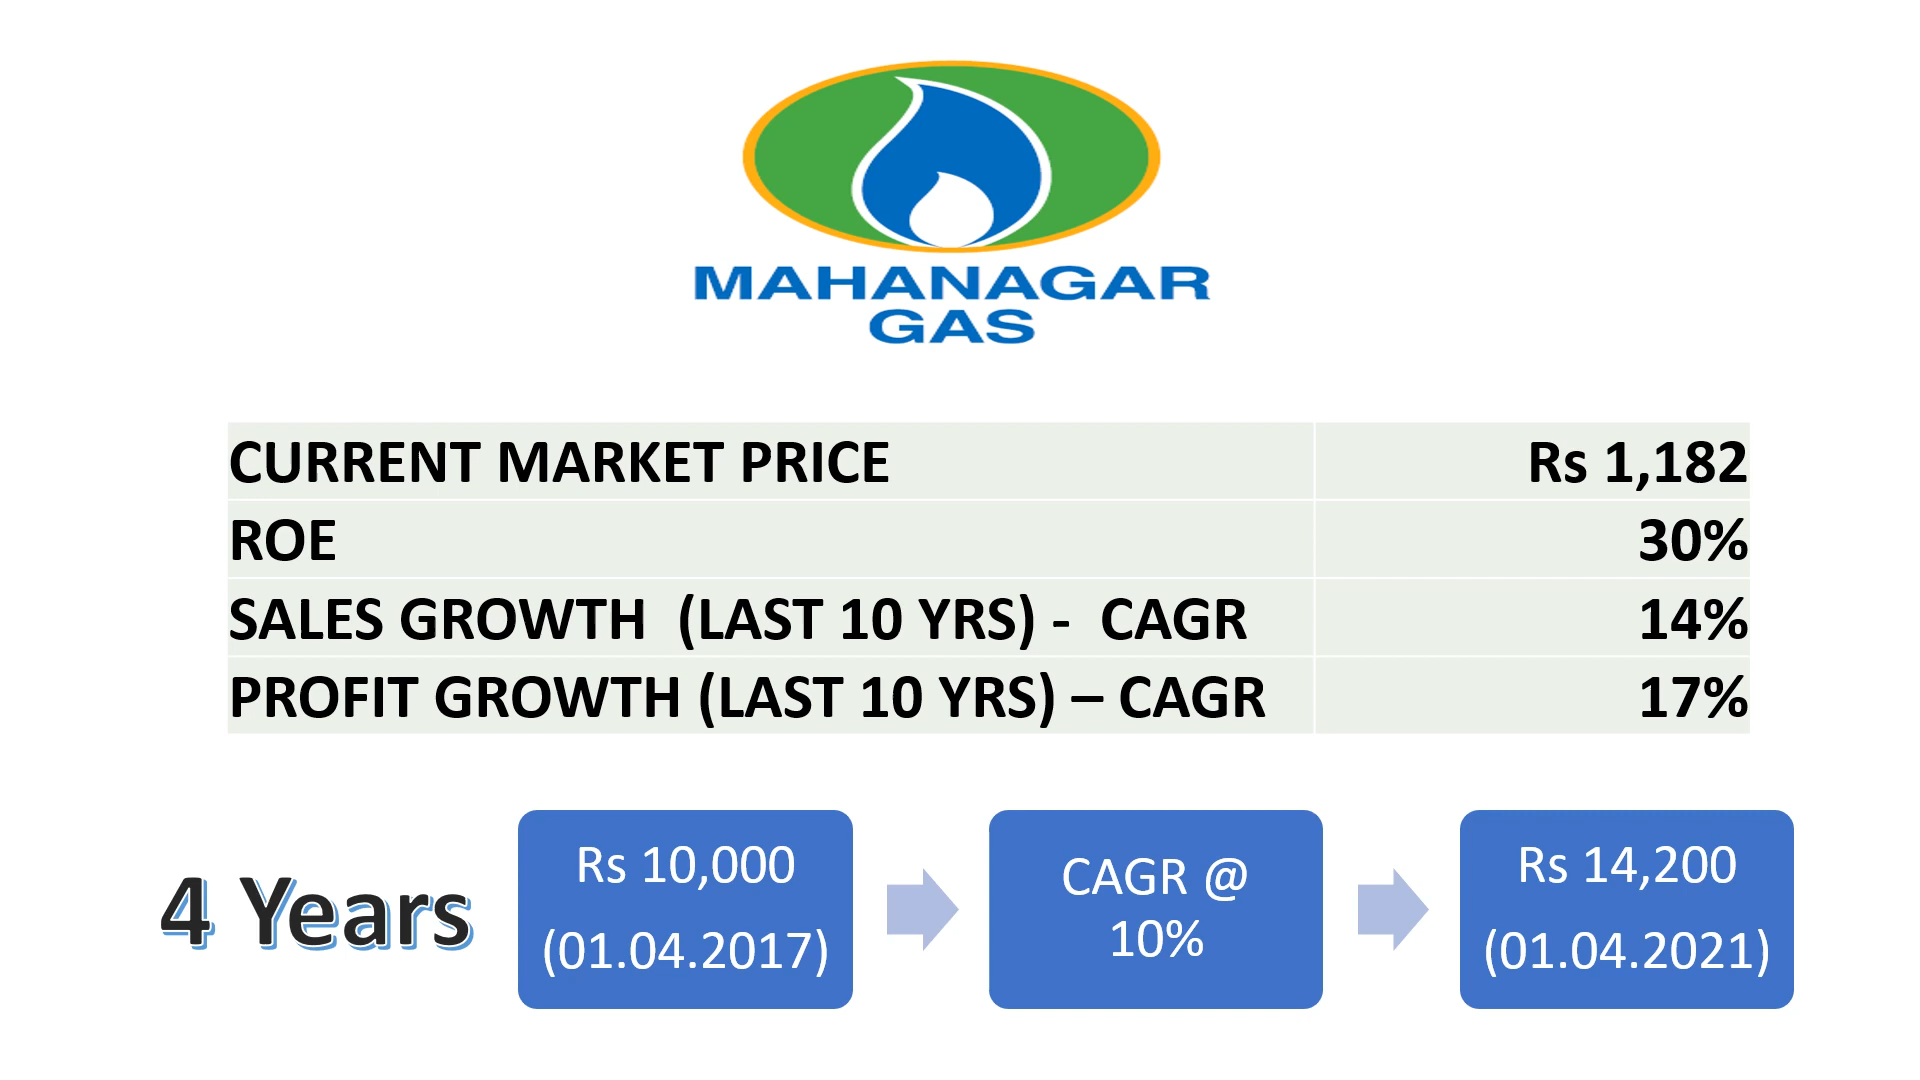 MAHANAGAR
GAS
CURRENT MARKET PRICE Rs 1,182
ROE 30%
SALES GROWTH (LAST 10 YRS) - CAGR 14%
PROFIT GROWTH (LAST 10 YRS) – CAGR 17%
4 Years
Rs 10,000
(01.04.2017)
CAGR @
10%
Rs 14,200
(01.04.2021)